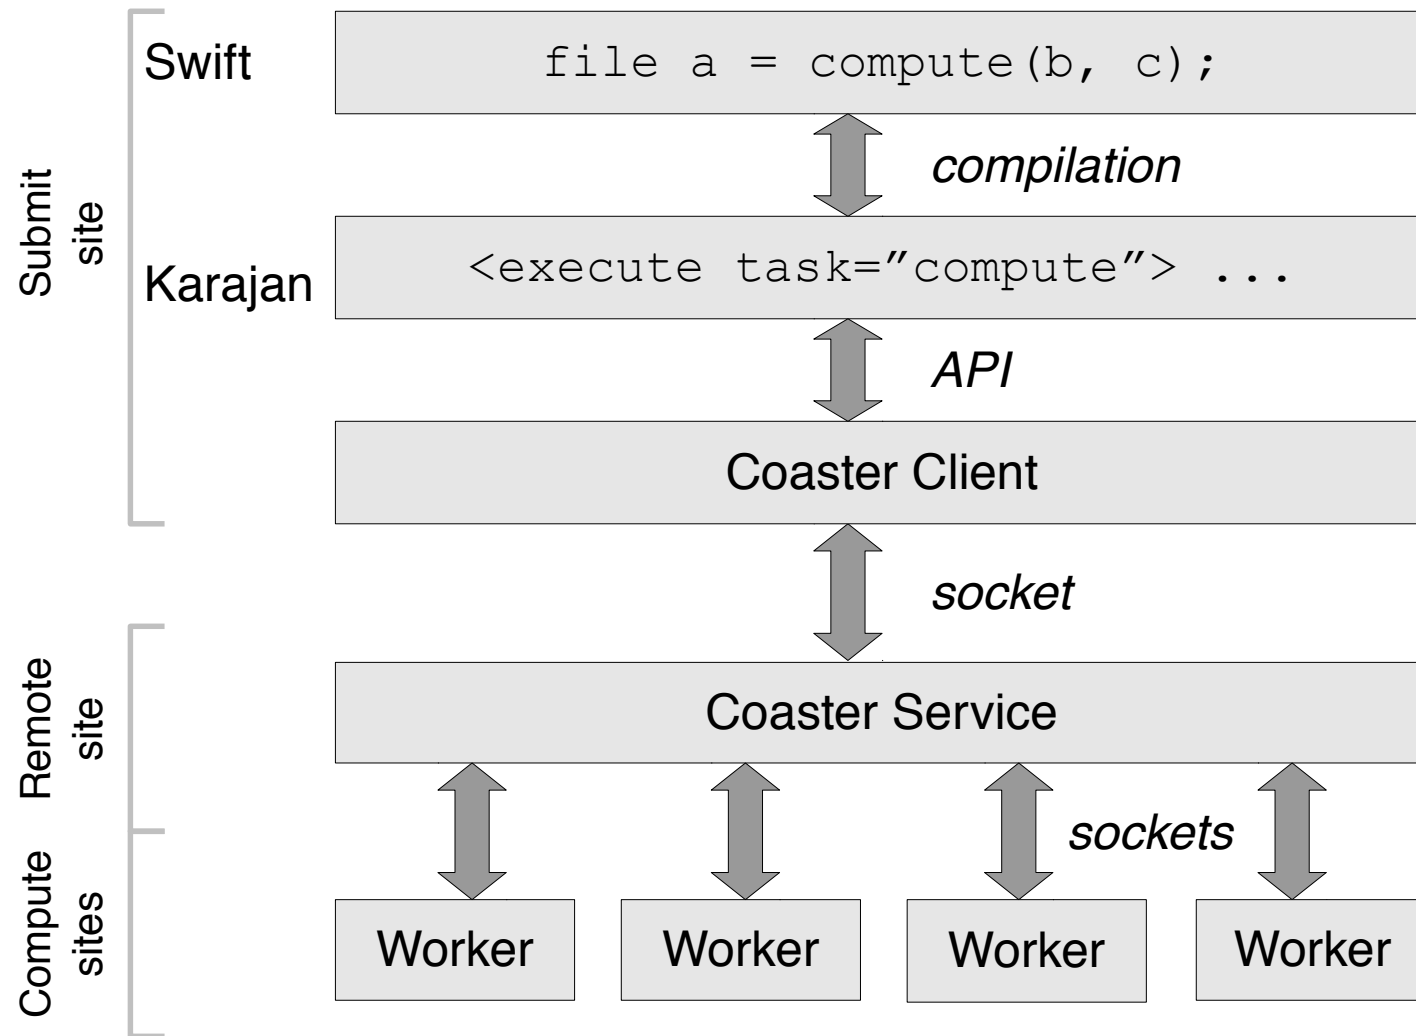 Swift
file a = compute(b, c);
compilation
Submit
site
Karajan
<execute task=”compute”> ...
API
Coaster Client
socket
Remote
site
Coaster Service
sockets
Compute
sites
Worker
Worker
Worker
Worker